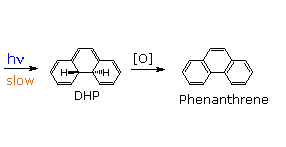 hν
slow
H
H
DHP
[O]
Phenanthrene